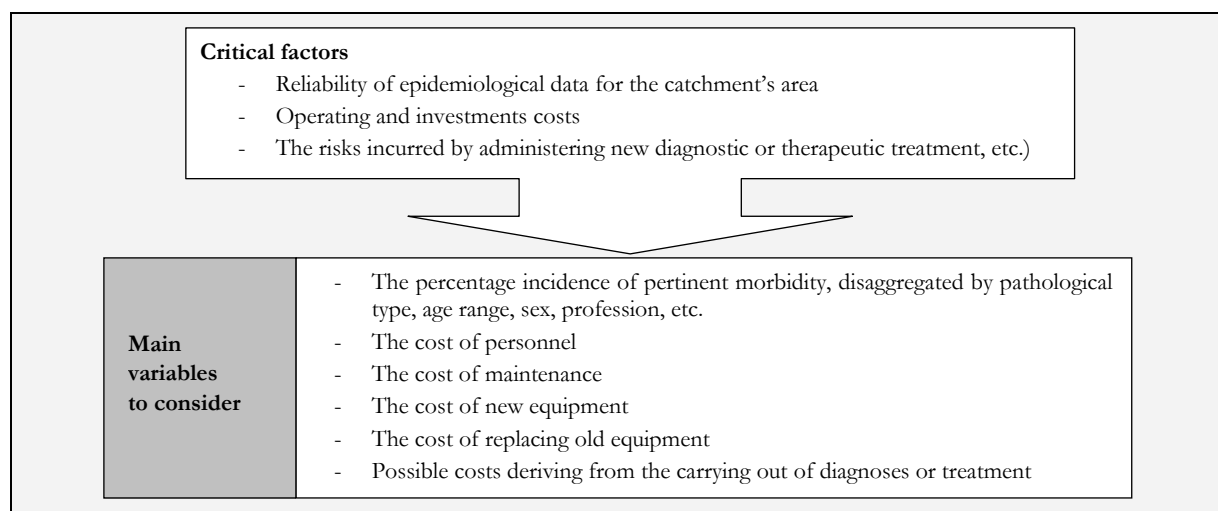 Critical factors
- Reliability of epidemiological data for the catchment's area
- Operating and investments costs
- The risks incurred by administering new diagnostic or therapeutic treatment, etc.)
Main
variables
to consider
- The percentage incidence of pertinent morbidity, disaggregated by pathological
type, age range, sex, profession, etc.
- The cost of personnel
- The cost of maintenance
- The cost of new equipment
- The cost of replacing old equipment
- Possible costs deriving from the carrying out of diagnoses or treatment